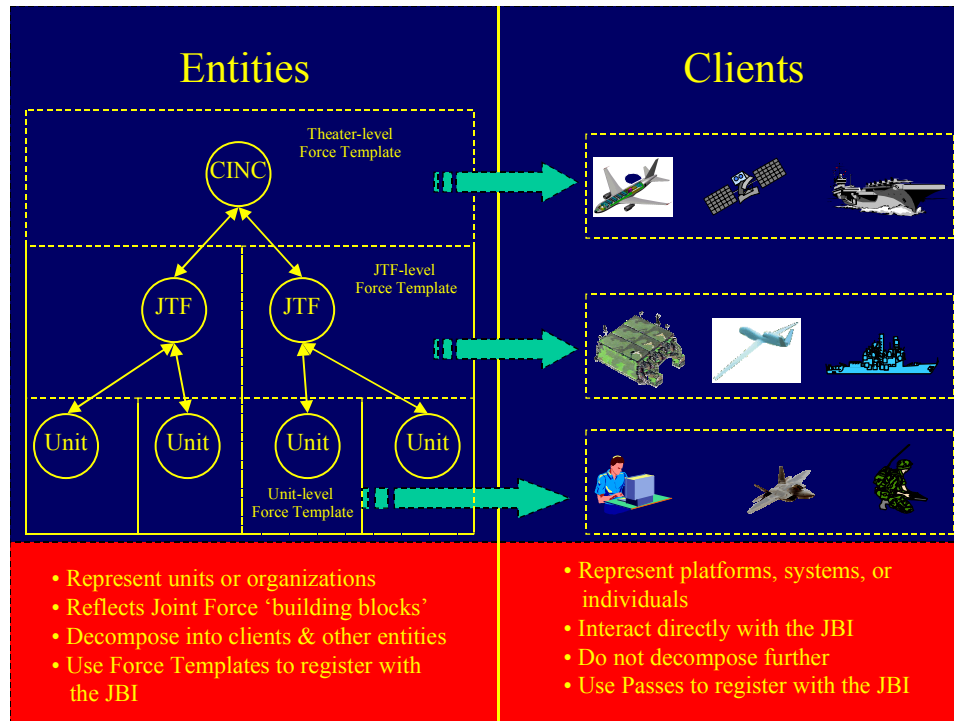 Entities
Theater-level
Force Template
CINC
JTF-level
Force Template
JTF
JTF
Unit
Unit
Unit
Unit
Unit-level
Force Template
• Represent units or organizations
• Reflects Joint Force ‘building blocks’
• Decompose into clients & other entities
• Use Force Templates to register with
the JBI
Clients
• Represent platforms, systems, or
individuals
• Interact directly with the JBI
• Do not decompose further
• Use Passes to register with the JBI